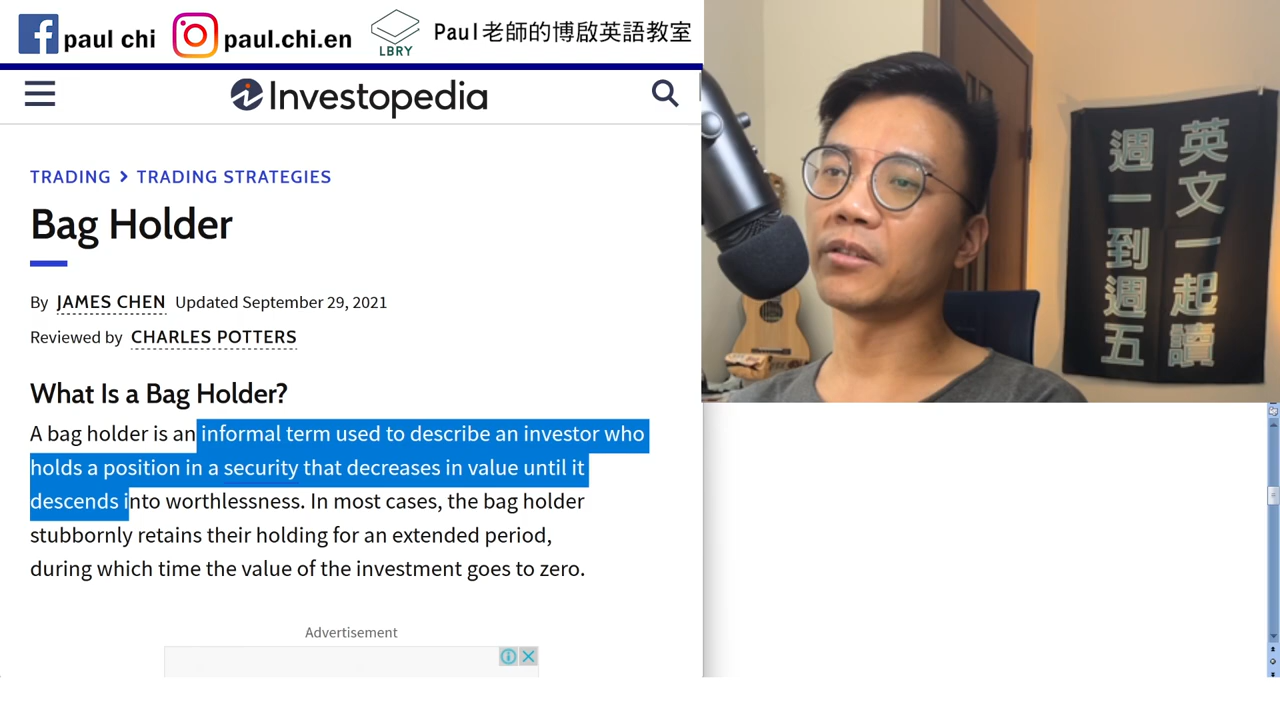 paul chi
paul.chi.en
LBRY
Paul老師的博啟英語教室
Investopedia
TRADING > TRADING STRATEGIES
Bag Holder
By JAMES CHEN Updated September 29, 2021
Reviewed by CHARLES POTTERS
What Is a Bag Holder?
A bag holder is an informal term used to describe an investor who
holds a position in a security that decreases in value until it
descends into worthlessness. In most cases, the bag holder
stubbornly retains their holding for an extended period,
during which time the value of the investment goes to zero.
Advertisement
英文一起讀
週一到週五